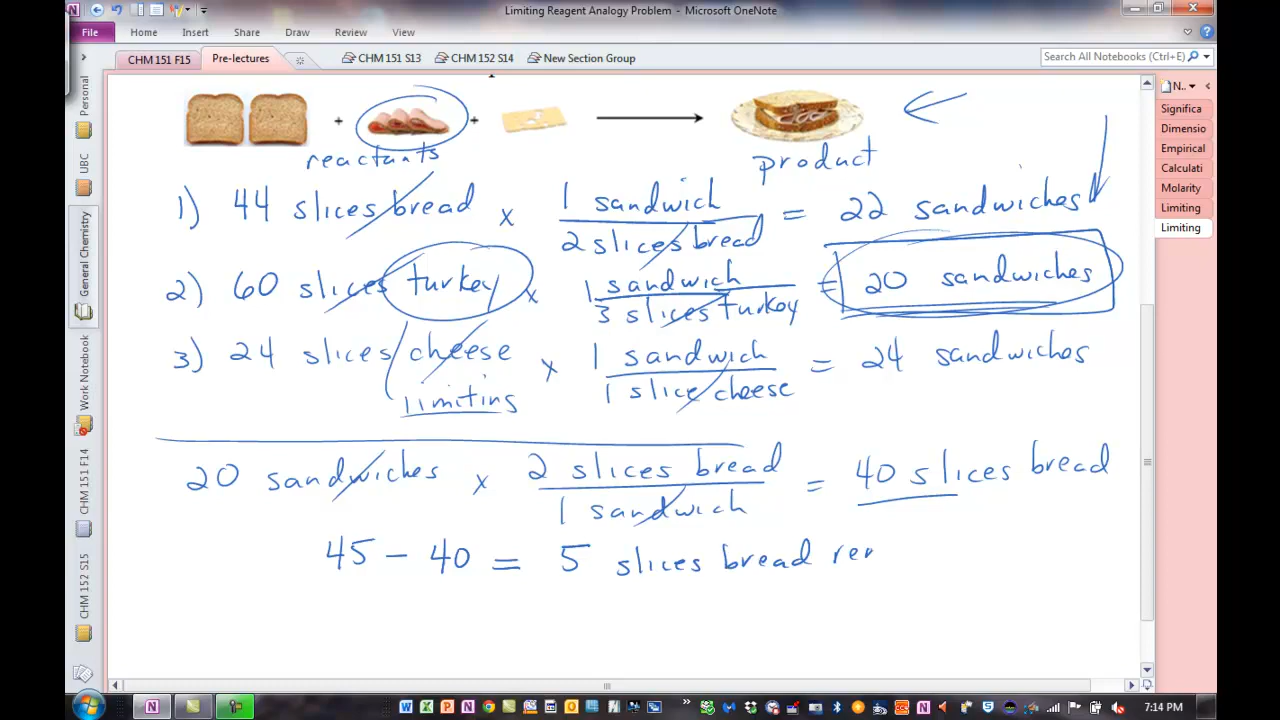 Limiting Reagent Analogy Problem - Microsoft OneNote
File Home Insert Share Draw Review View
CHM 151 F15 Pre-lectures CHM 151 S13 CHM 152 S14 New Section Group
Search All Notebooks (Ctrl+E)
N..
Personal
UBC
General Chemistry
Work Notebook
CHM 151 F14
CHM 152 S15
Significa
Dimensio
Empirical
Calculati
Molarity
Limiting
Limiting
+ +
reactants product
1) 44 slices bread x 1 sandwich / 2 slices bread = 22 sandwiches
2) 60 slices turkey x 1 sandwich / 3 slices turkey = 20 sandwiches
3) 24 slices cheese x 1 sandwich / 1 slice cheese = 24 sandwiches
limiting
20 sandwiches x 2 slices bread / 1 sandwich = 40 slices bread
45 - 40 = 5 slices bread rer
7:14 PM